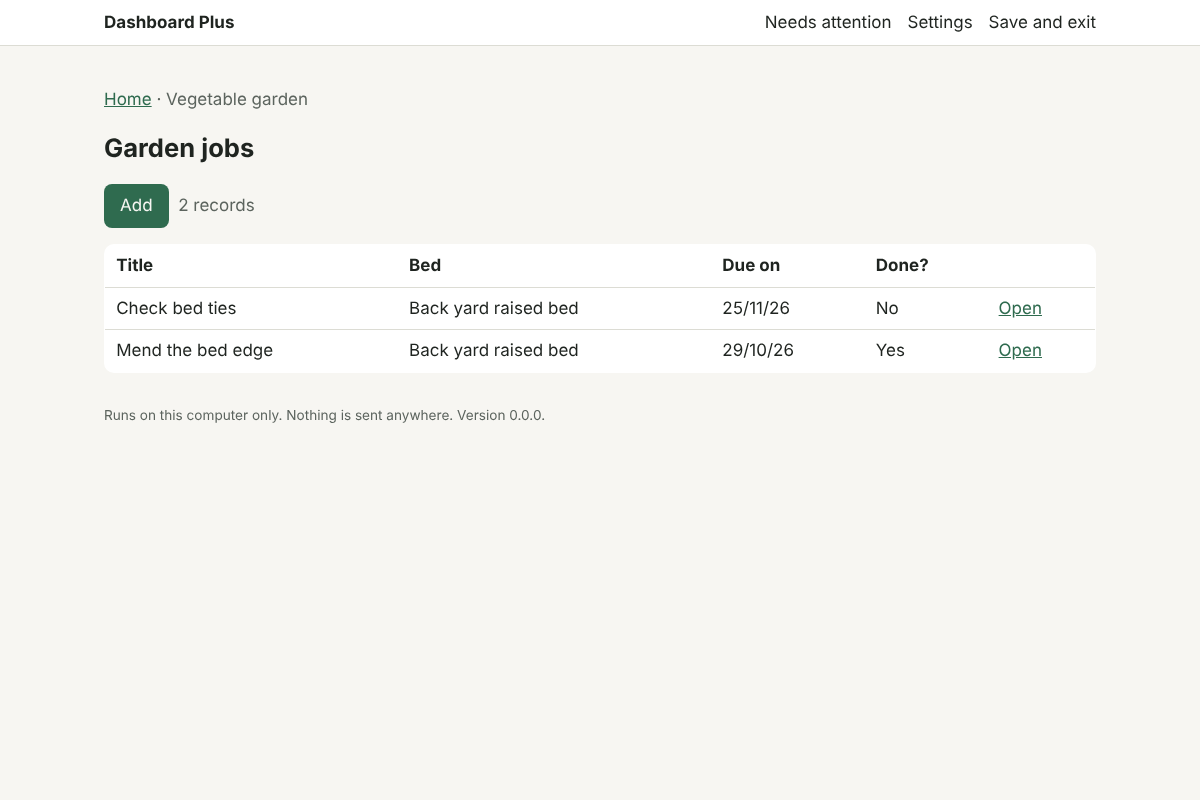 Dashboard Plus Needs attention Settings Save and exit
Home · Vegetable garden
Garden jobs
Add 2 records
Title Bed Due on Done?
Check bed ties Back yard raised bed 25/11/26 No Open
Mend the bed edge Back yard raised bed 29/10/26 Yes Open
Runs on this computer only. Nothing is sent anywhere. Version 0.0.0.